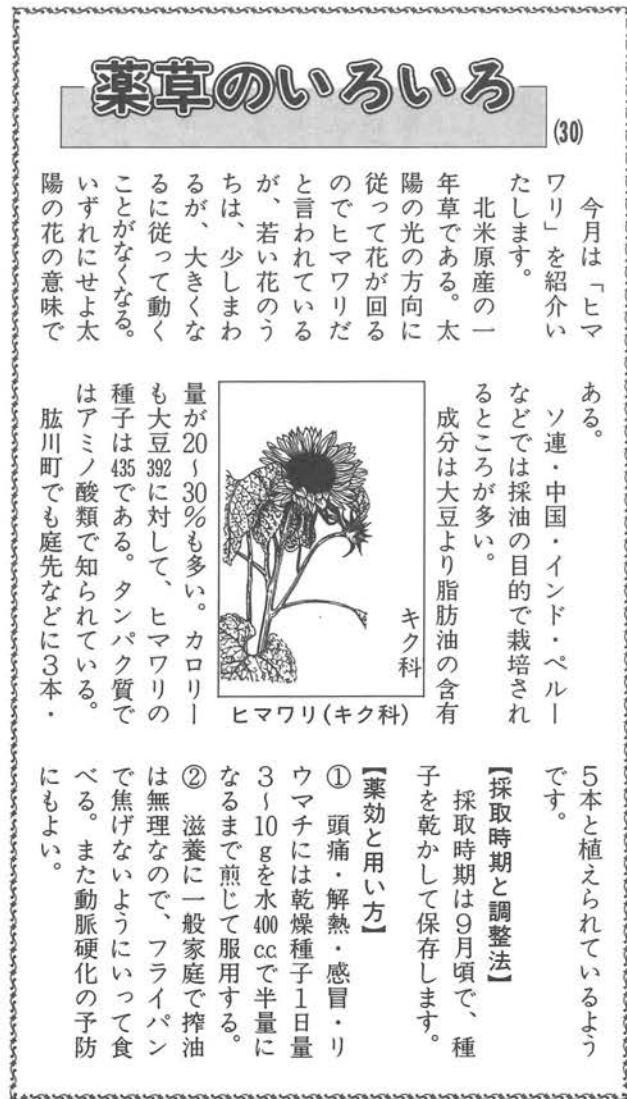 薬草のいろいろ
(30)
今月は「ヒマ
ワリ」を紹介い
たします。
北米原産の一
年草である。太
陽の光の方向に
従って花が回る
のでヒマワリだ
と言われている
が、若い花のう
ちは、少しまわ
るが、大きくな
るに従って動く
ことがなくなる。
いずれにせよ太
陽の花の意味で
ある。
ソ連・中国・インド・ペルー
などでは採油の目的で栽培され
るところが多い。
成分は大豆より脂肪油の含有
キク科
ヒマワリ(キク科)
量が20~30%も多い。カロリー
も大豆392に対して、ヒマワリの
種子は435である。タンパク質で
はアミノ酸類で知られている。
肱川町でも庭先などに3本・
5本と植えられているよう
です。
【採取時期と調整法】
採取時期は9月頃で、種
子を乾かして保存します。
【薬効と用い方】
① 頭痛・解熱・感冒・リ
ウマチには乾燥種子1日量
3~10gを水400ccで半量に
なるまで煎じて服用する。
② 滋養に一般家庭で搾油
は無理なので、フライパン
で焦げないようにいって食
べる。また動脈硬化の予防
にもよい。